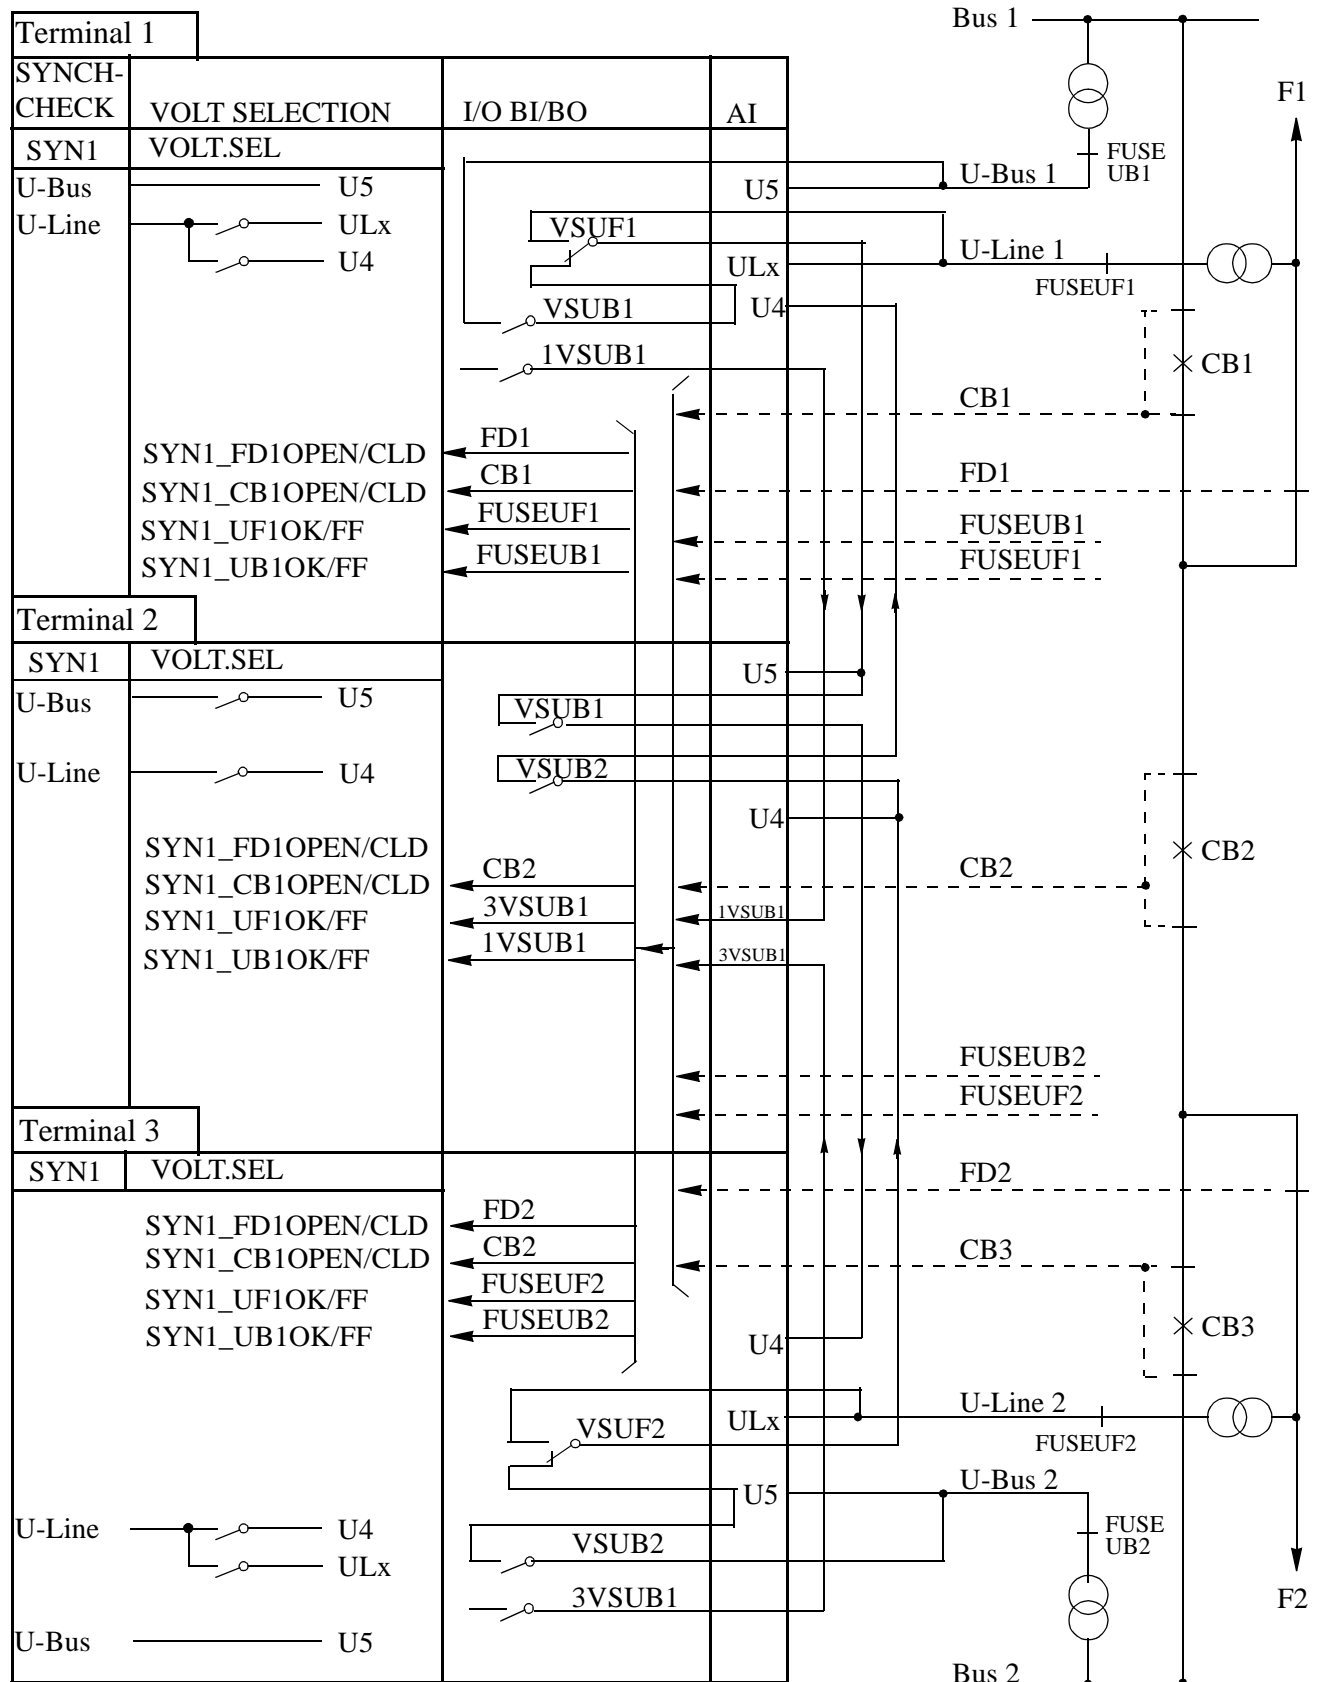 Bus 1
Terminal 1
SYNCH-
CHECK
VOLT SELECTION
I/O BI/BO
AI
F1
SYN1
VOLT.SEL
FUSE
UB1
U-Bus
U5
U5
U-Bus 1
U-Line
ULx
VSUF1
U-Line 1
U4
ULx
FUSEUF1
VSUB1
U4
1VSUB1
CB1
CB1
SYN1_FD1OPEN/CLD
FD1
FD1
SYN1_CB1OPEN/CLD
CB1
SYN1_UF1OK/FF
FUSEUF1
FUSEUB1
SYN1_UB1OK/FF
FUSEUB1
FUSEUF1
Terminal 2
SYN1
VOLT.SEL
U5
U-Bus
U5
VSUB1
U-Line
U4
VSUB2
U4
SYN1_FD1OPEN/CLD
CB2
SYN1_CB1OPEN/CLD
CB2
CB2
SYN1_UF1OK/FF
3VSUB1
1VSUB1
SYN1_UB1OK/FF
1VSUB1
3VSUB1
FUSEUB2
FUSEUF2
Terminal 3
SYN1
VOLT.SEL
FD2
SYN1_FD1OPEN/CLD
FD2
SYN1_CB1OPEN/CLD
CB2
CB3
SYN1_UF1OK/FF
FUSEUF2
SYN1_UB1OK/FF
FUSEUB2
U4
CB3
VSUF2
ULx
U-Line 2
FUSEUF2
U5
U-Bus 2
U-Line
U4
VSUB2
FUSE
UB2
ULx
3VSUB1
F2
U-Bus
U5
Bus 2